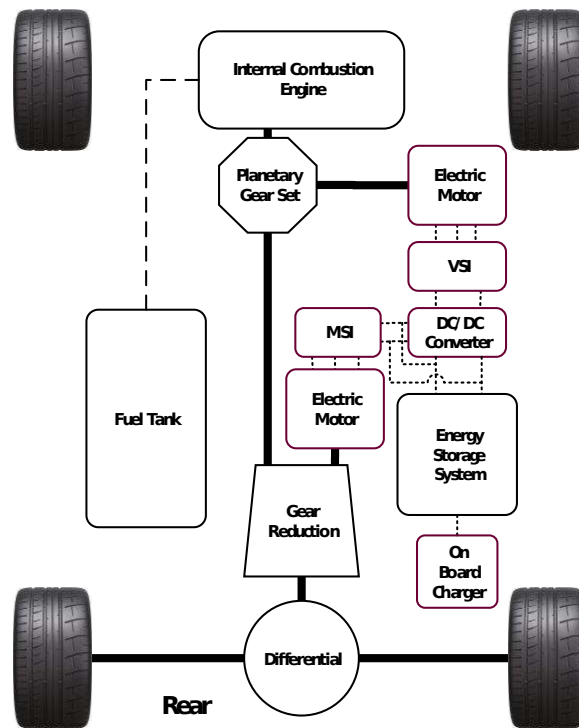 Internal Combustion
Engine
Planetary
Gear Set
Electric
Motor
VSI
MSI
DC/DC
Converter
Electric
Motor
Fuel Tank
Energy
Storage
System
Gear
Reduction
On
Board
Charger
Differential
Rear